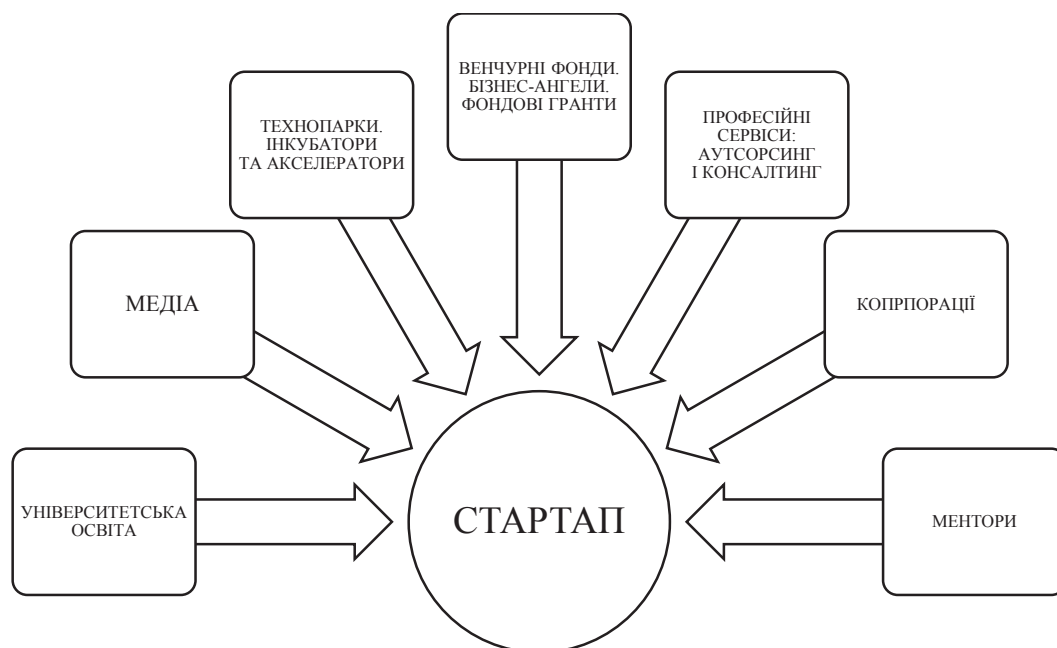 ВЕНЧУРНІ ФОНДИ.
БІЗНЕС-АНГЕЛИ.
ФОНДОВІ ГРАНТИ
ТЕХНОПАРКИ.
ІНКУБАТОРИ
ТА АКСЕЛЕРАТОРИ
ПРОФЕСІЙНІ
СЕРВІСИ:
АУТСОРСИНГ
І КОНСАЛТИНГ
МЕДІА
КОПРПОРАЦІЇ
УНІВЕРСИТЕТСЬКА
ОСВІТА
СТАРТАП
МЕНТОРИ